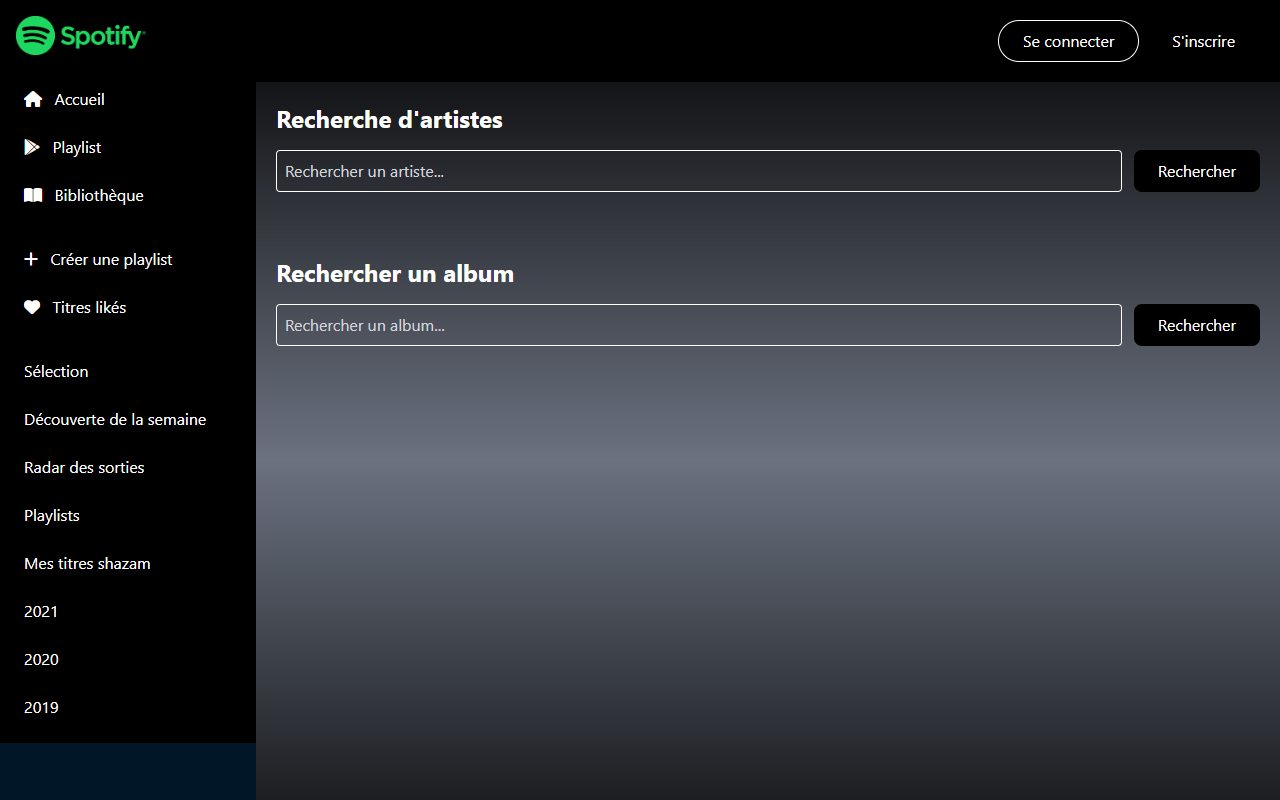 Spotify
Se connecter
S'inscrire
Accueil
Playlist
Bibliothèque
Créer une playlist
Titres likés
Sélection
Découverte de la semaine
Radar des sorties
Playlists
Mes titres shazam
2021
2020
2019
Recherche d'artistes
Rechercher un artiste...
Rechercher
Rechercher un album
Rechercher un album...
Rechercher